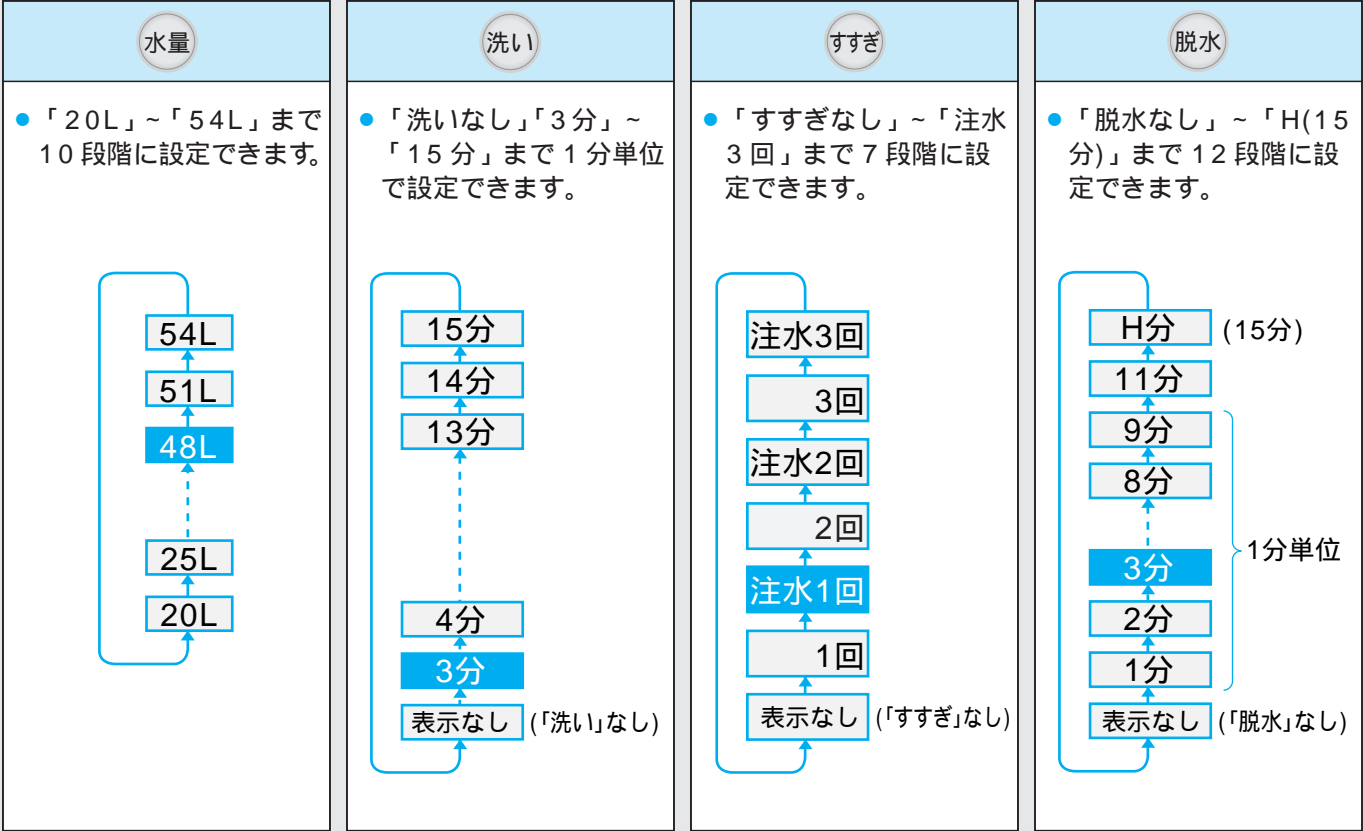 水量
●「20L」~「54L」まで
10段階に設定できます。
54L
51L
48L
25L
20L
洗い
●「洗いなし」「3分」~
「15分」まで1分単位
で設定できます。
15分
14分
13分
4分
3分
表示なし (「洗い」なし)
すすぎ
●「すすぎなし」~「注水
3回」まで7段階に設
定できます。
注水3回
3回
注水2回
2回
注水1回
1回
表示なし (「すすぎ」なし)
脱水
●「脱水なし」~「H(15
分)」まで12段階に設
定できます。
H分 (15分)
11分
9分
8分
1分単位
3分
2分
1分
表示なし (「脱水」なし)